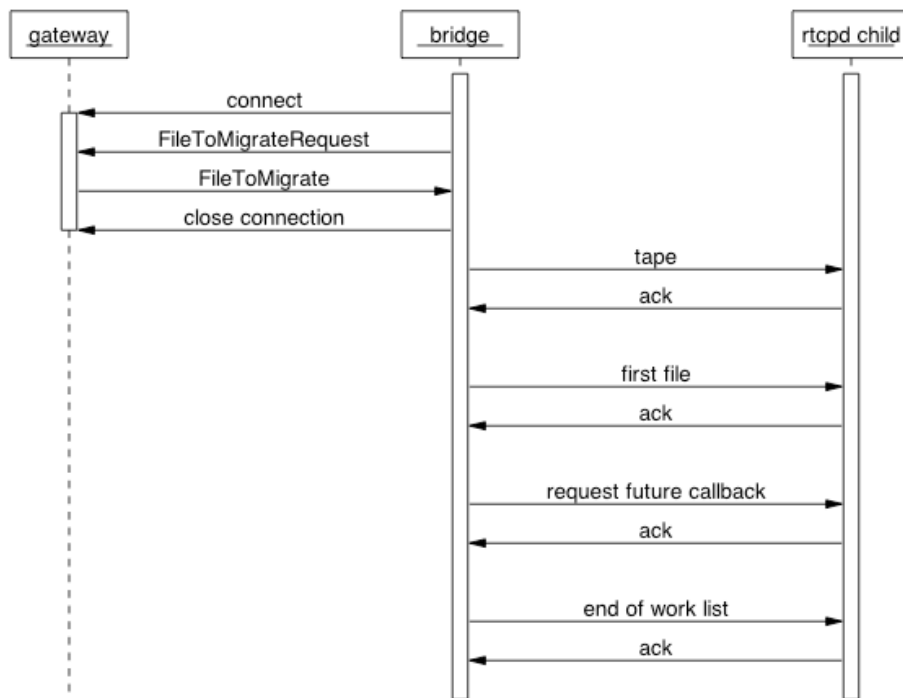 gateway
bridge
rtcpd child
connect
FileToMigrateRequest
FileToMigrate
close connection
tape
ack
first file
ack
request future callback
ack
end of work list
ack